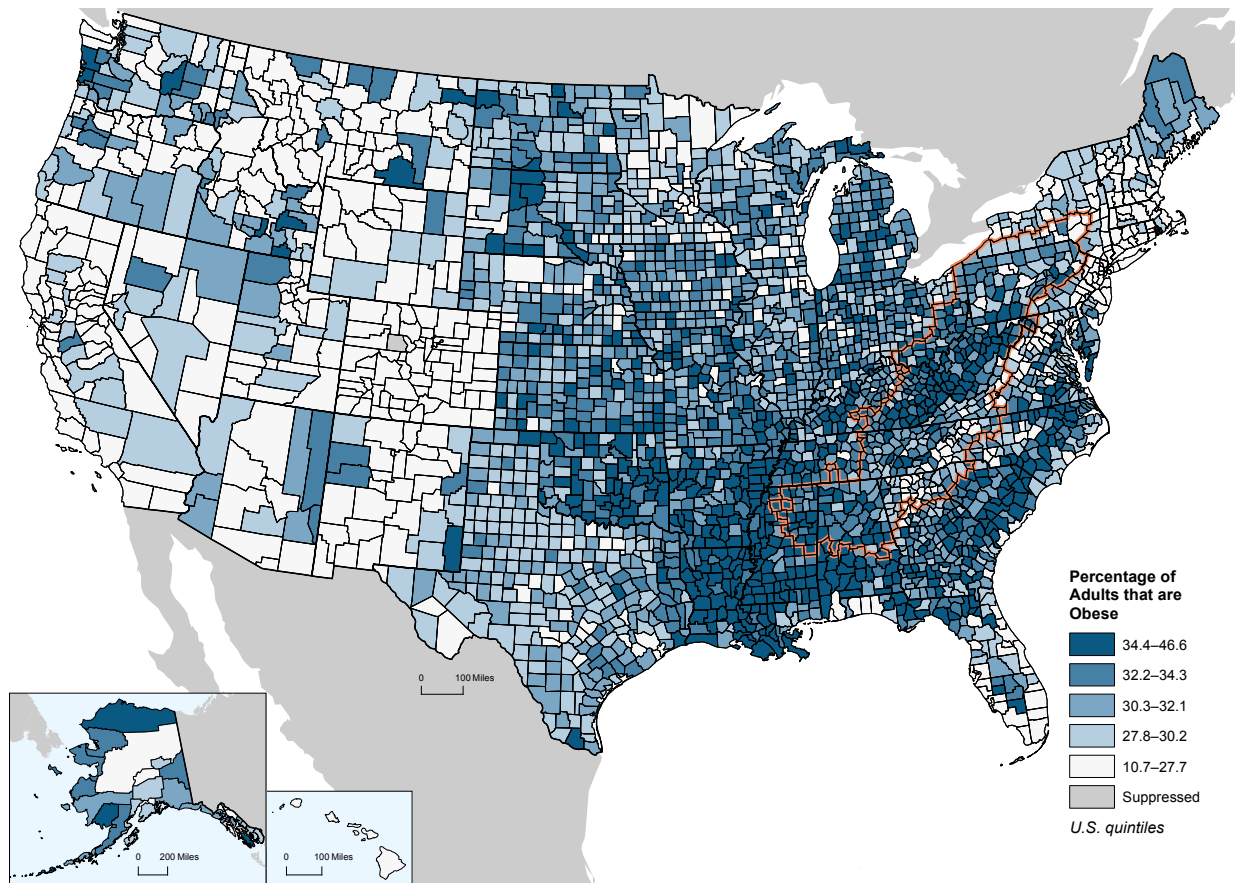 Percentage of
Adults that are
Obese
34.4–46.6
32.2–34.3
30.3–32.1
27.8–30.2
10.7–27.7
Suppressed
U.S. quintiles
0 100 Miles
0 200 Miles
0 100 Miles